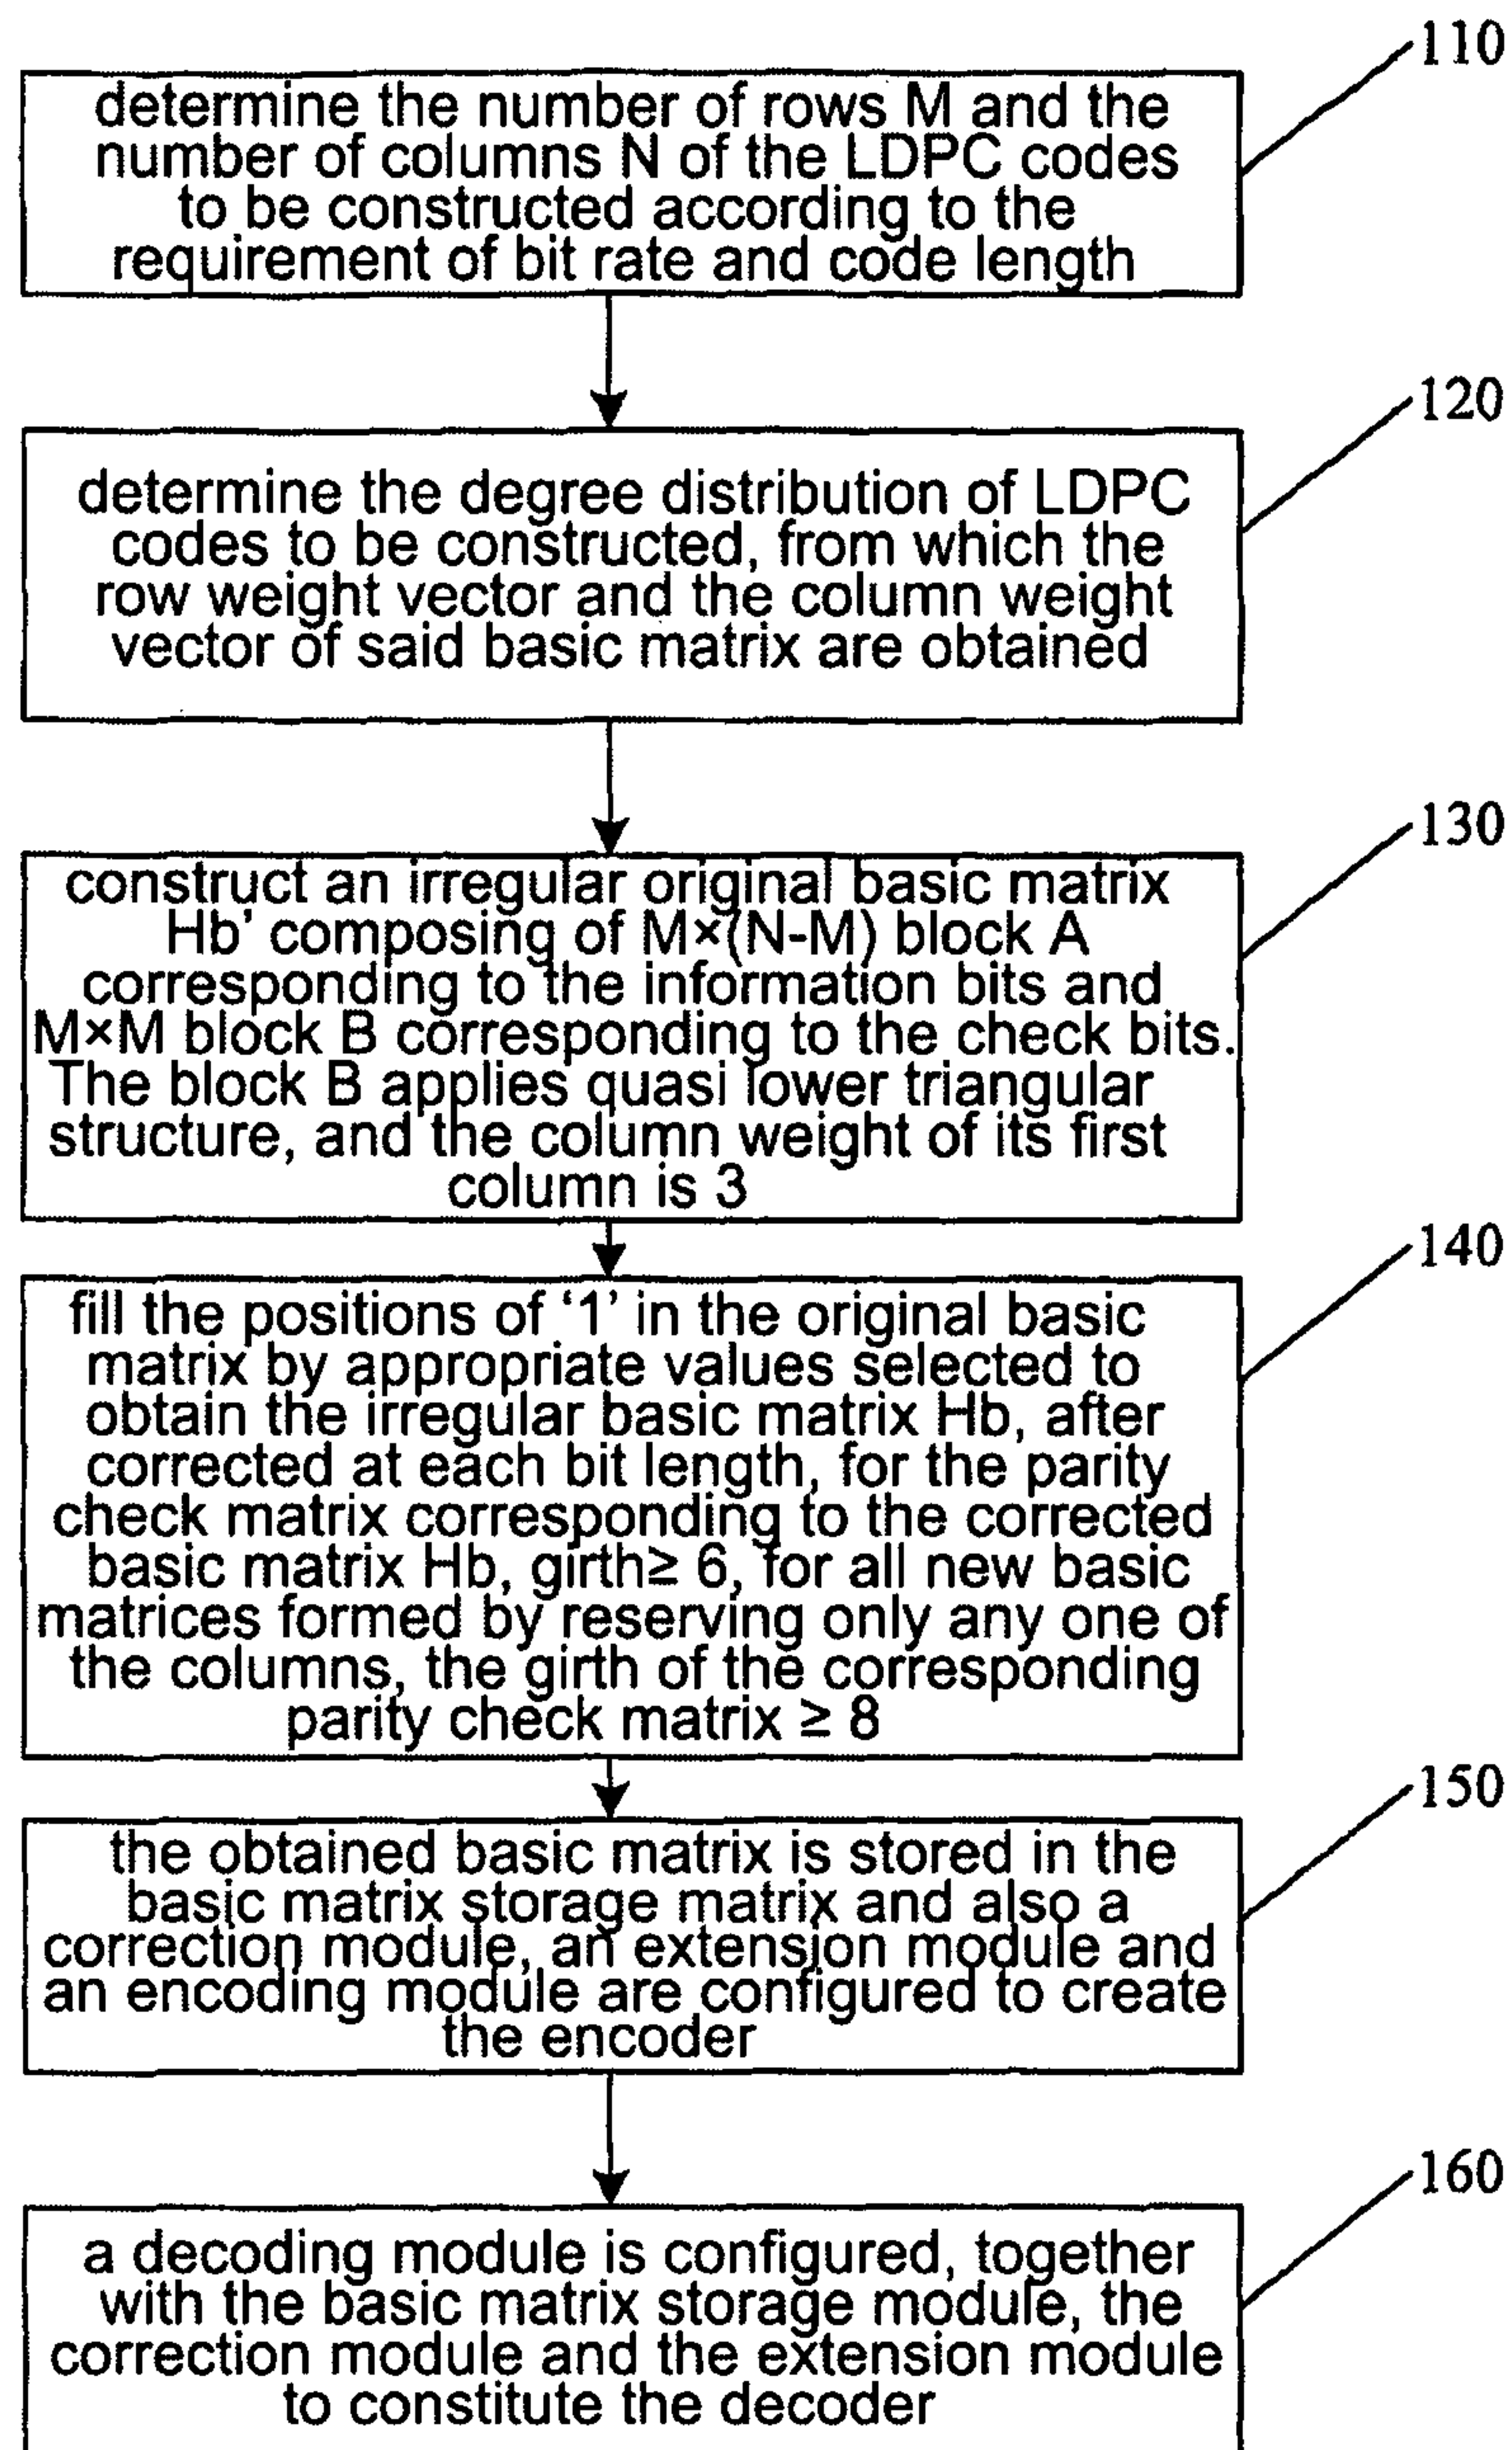 110
determine the number of rows M and the
number of columns N of the LDPC codes
to be constructed according to the
requirement of bit rate and code length
120
determine the degree distribution of LDPC
codes to be constructed, from which the
row weight vector and the column weight
vector of said basic matrix are obtained
130
construct an irregular original basic matrix
Hb' composing of M×(N-M) block A
corresponding to the information bits and
M×M block B corresponding to the check bits.
The block B applies quasi lower triangular
structure, and the column weight of its first
column is 3
140
fill the positions of ‘1’ in the original basic
matrix by appropriate values selected to
obtain the irregular basic matrix Hb, after
corrected at each bit length, for the parity
check matrix corresponding to the corrected
basic matrix Hb, girth≥ 6, for all new basic
matrices formed by reserving only any one of
the columns, the girth of the corresponding
parity check matrix ≥ 8
150
the obtained basic matrix is stored in the
basic matrix storage matrix and also a
correction module, an extension module and
an encoding module are configured to create
the encoder
160
a decoding module is configured, together
with the basic matrix storage module, the
correction module and the extension module
to constitute the decoder